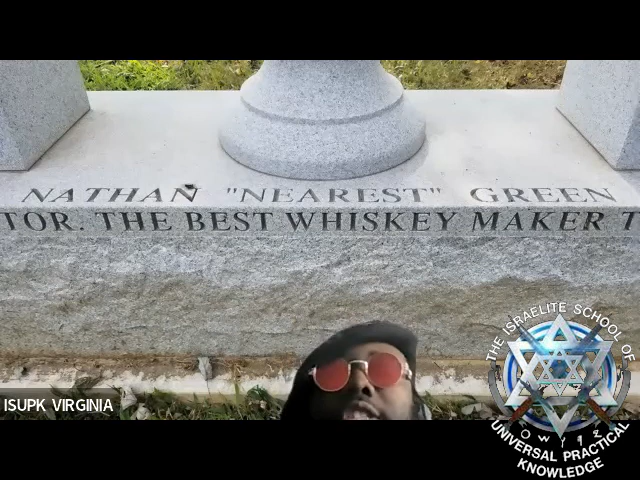 NATHAN "NEAREST" GREEN
TOR. THE BEST WHISKEY MAKER T
ISUPK VIRGINIA
THE ISRAELITE SCHOOL OF
UNIVERSAL PRACTICAL
KNOWLEDGE